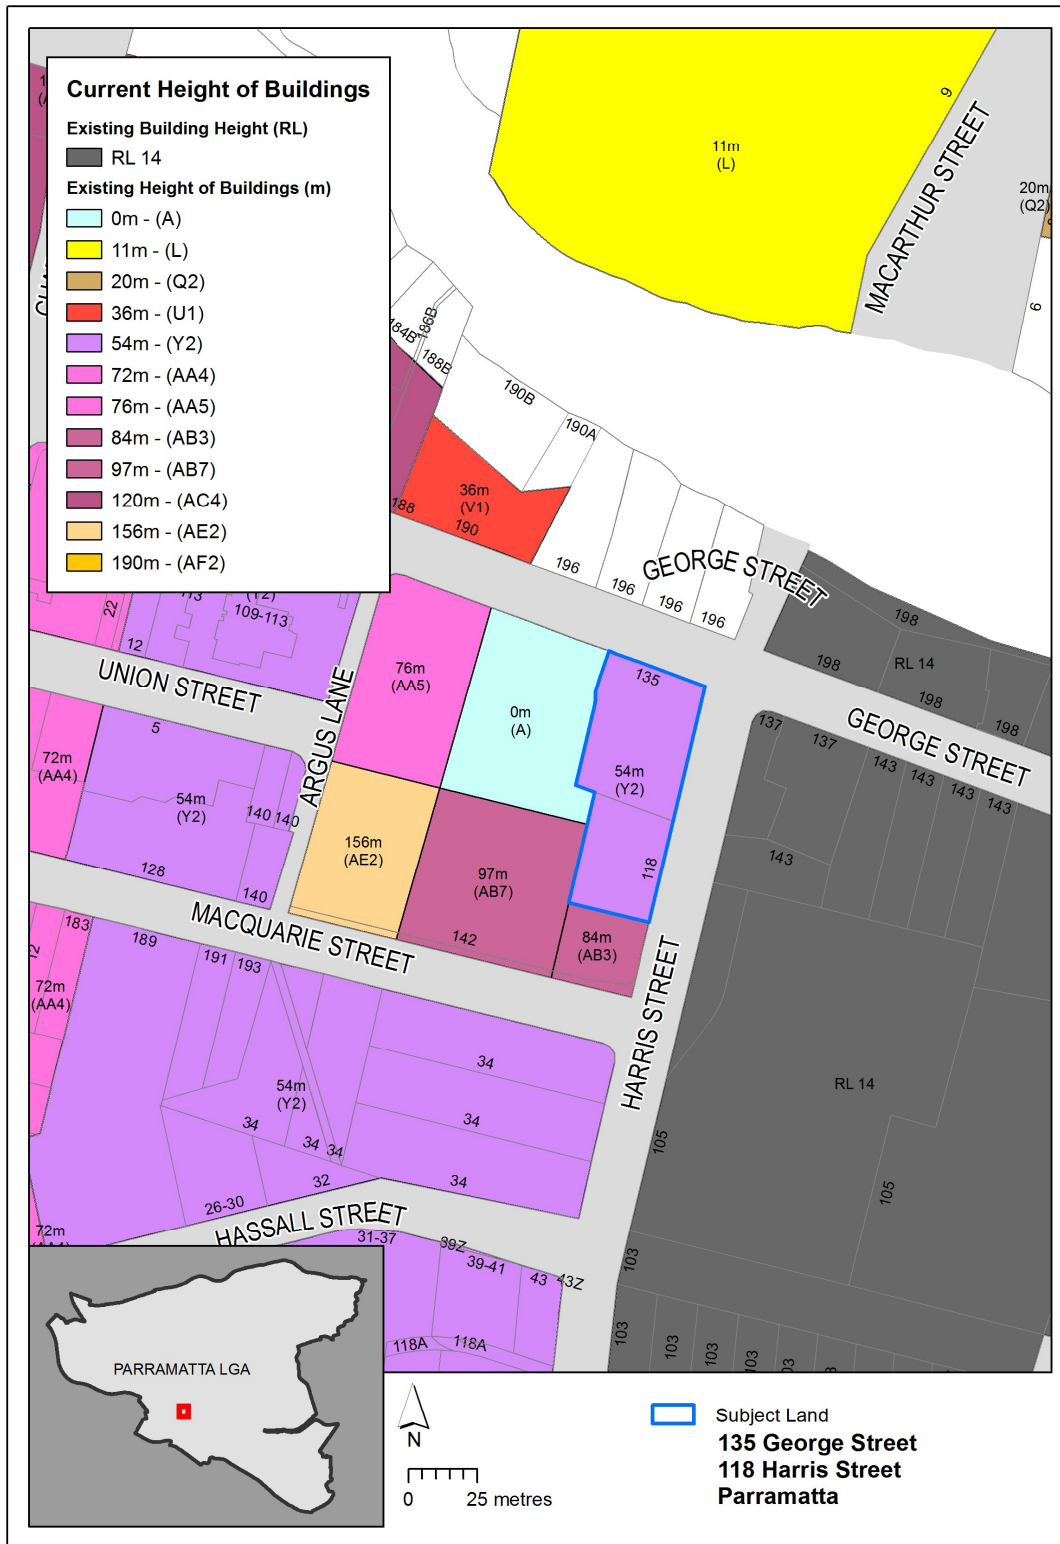 Current Height of Buildings
Existing Building Height (RL)
RL 14
Existing Height of Buildings (m)
0m - (A)
11m - (L)
20m - (Q2)
36m - (U1)
54m - (Y2)
72m - (AA4)
76m - (AA5)
84m - (AB3)
97m - (AB7)
120m - (AC4)
156m - (AE2)
190m - (AF2)
11m
(L)
9
MACARTHUR STREET
20m
(Q2)
6
184B
186B
188B
190B
190A
36m
(V1)
188
190
196
196
196
196
GEORGE STREET
198
198
RL 14
198
198
GEORGE STREET
22
12
(Y2)
109-113
UNION STREET
ARGUS LANE
76m
(AA5)
0m
(A)
135
54m
(Y2)
118
137
137
143
143
143
143
143
5
72m
(AA4)
54m
(Y2)
140
140
128
140
156m
(AE2)
97m
(AB7)
142
84m
(AB3)
MACQUARIE STREET
HARRIS STREET
183
189
191
193
72m
(AA4)
54m
(Y2)
34
34
34
34
34
34
32
26-30
HASSALL STREET
RL 14
105
105
103
103
103
103
103
72m
31-37
39Z
39-41
43
43Z
118A
118A
PARRAMATTA LGA
N
0
25 metres
Subject Land
135 George Street
118 Harris Street
Parramatta